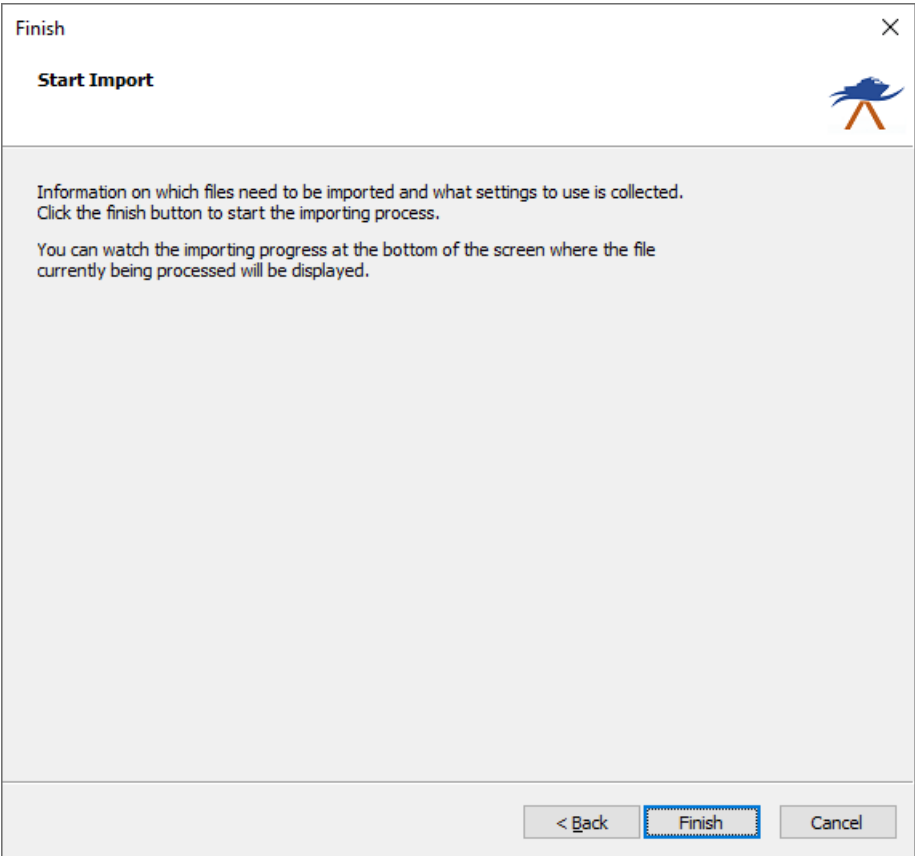 Finish
Start Import
Information on which files need to be imported and what settings to use is collected.
Click the finish button to start the importing process.
You can watch the importing progress at the bottom of the screen where the file
currently being processed will be displayed.
< Back
Finish
Cancel